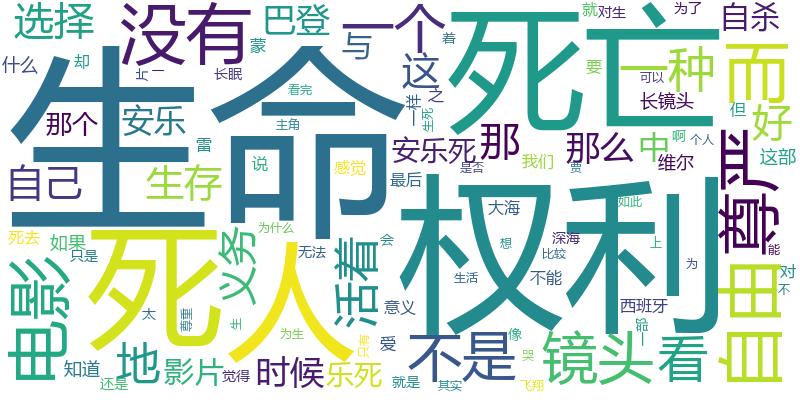 选择
没有
巴登
一个
与
这
死亡
就
对生
为了
自杀
而
什么
却
片
一
长眠
蒙
看完
着
要
一种
可以
长镜头
但
好
生命
那个
安乐
雷
主角
一样
之
生死
安乐死
那
那么
中
啊
个人
这部
维尔
自己
生存
说
感觉
最后
是否
我们
贾
尊严
死去
如果
只是
死
义务
为什么
人
无法
活着
会
权利
大海
想
深海
比较
如此
上
能
为
自由
对
不
电影
太
尊重
生
为生
意义
不能
生活
西班牙
像
知道
地
还是
影片
觉得
时候
乐死
只有
爱
就是
不是
其实
哭
飞翔
镜头
看